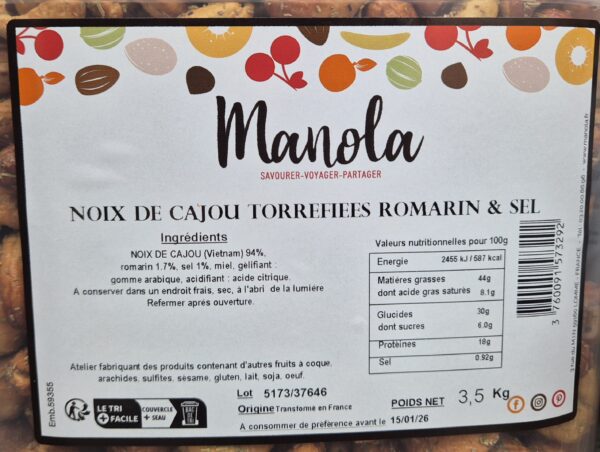 Manola
SAVOURER-VOYAGER-PARTAGER
NOIX DE CAJOU TORREFIEES ROMARIN & SEL
Ingrédients
NOIX DE CAJOU (Vietnam) 94%,
romarin 1.7%, sel 1%, miel, gélifiant :
gomme arabique, acidifiant : acide citrique.
A conserver dans un endroit frais, sec, à l'abri de la lumière
Refermer après ouverture.
Valeurs nutritionnelles pour 100g
Energie 2455 kJ / 587 kcal
Matières grasses 44g
dont acide gras saturés 8.1g
Glucides 30g
dont sucres 6.0g
Protéines 18g
Sel 0.92g
3 760091 573292
Atelier fabriquant des produits contenant d'autres fruits à coque,
arachides, sulfites, sésame, gluten, lait, soja, oeuf.
Emb.59355
LE TRI
+ FACILE
COUVERCLE
+ SEAU
Lot 5173/37646
Origine Transformé en France
POIDS NET 3,5 Kg
A consommer de préférence avant le 15/01/26
www.manola.fr